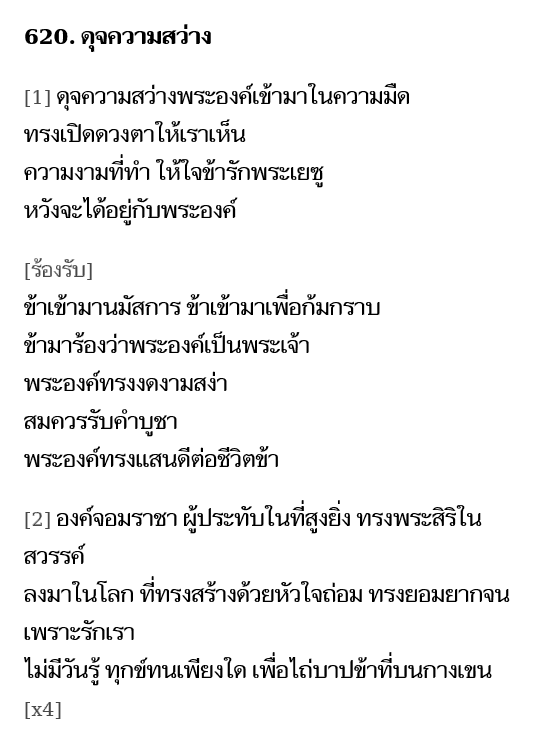 620. ดุจความสว่าง
[1] ดุจความสว่างพระองค์เข้ามาในความมืด
ทรงเปิดดวงตาให้เราเห็น
ความงามที่ทำ ให้ใจข้ารักพระเยซู
หวังจะได้อยู่กับพระองค์
[ร้องรับ]
ข้าเข้ามานมัสการ ข้าเข้ามาเพื่อก้มกราบ
ข้ามาร้องว่าพระองค์เป็นพระเจ้า
พระองค์ทรงงดงามสง่า
สมควรรับคำบูชา
พระองค์ทรงแสนดีต่อชีวิตข้า
[2] องค์จอมราชา ผู้ประทับในที่สูงยิ่ง ทรงพระสิริใน
สวรรค์
ลงมาในโลก ที่ทรงสร้างด้วยหัวใจถ่อม ทรงยอมยากจน
เพราะรักเรา
ไม่มีวันรู้ ทุกข์ทนเพียงใด เพื่อไถ่บาปข้าที่บนกางเขน
[x4]